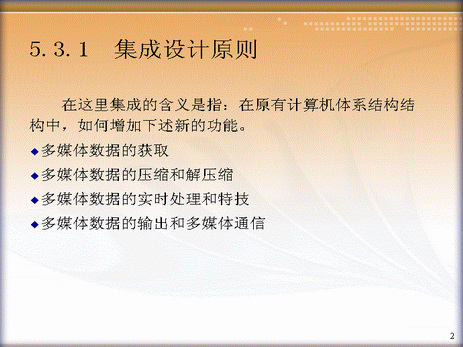 5.3.1 集成设计原则
在这里集成的含义是指：在原有计算机体系结构结
构中，如何增加下述新的功能。
◆多媒体数据的获取
◆多媒体数据的压缩和解压缩
◆多媒体数据的实时处理和特技
◆多媒体数据的输出和多媒体通信
2